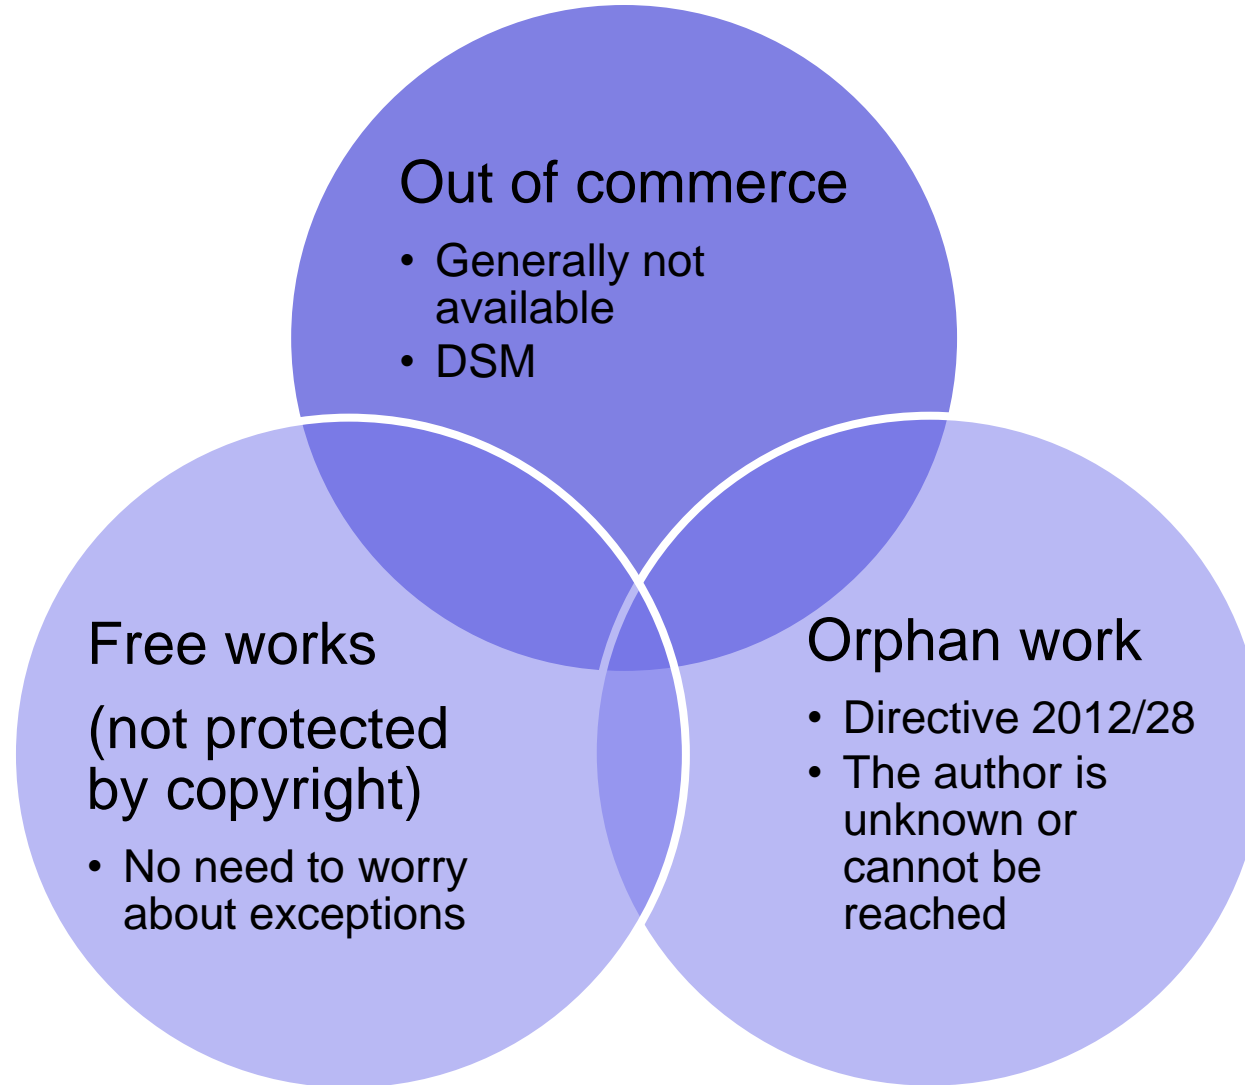 Out of commerce
• Generally not
available
• DSM
Free works
(not protected
by copyright)
• No need to worry
about exceptions
Orphan work
• Directive 2012/28
• The author is
unknown or
cannot be
reached